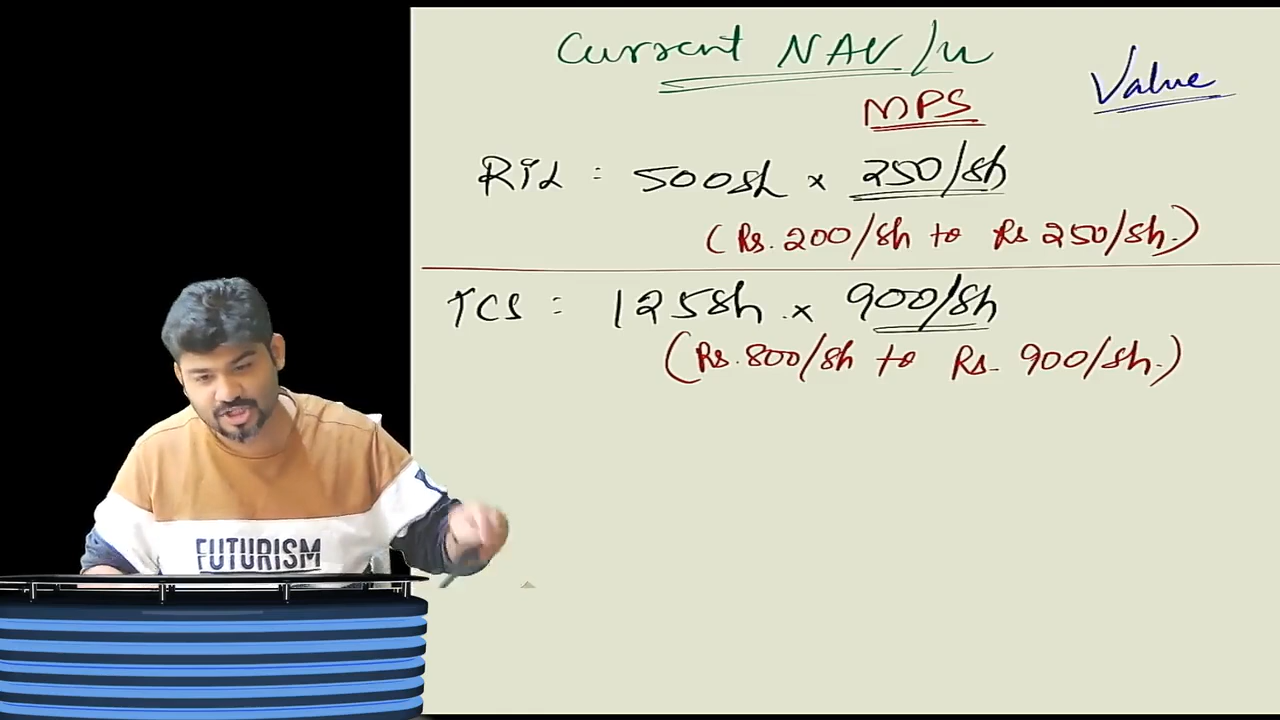 Current NAV/u
Value
MPS
RIL : 500sh × 250/sh
(Rs. 200/sh to Rs 250/sh.)
TCS = 125sh × 900/sh
(Rs. 800/sh to Rs. 900/sh.)
FUTURISM